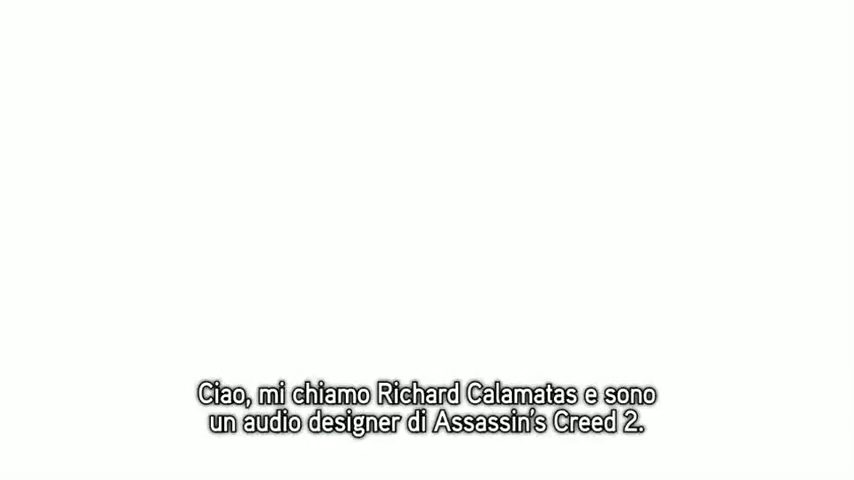 Ciao, mi chiamo Richard Calamatas e sono
un audio designer di Assassin's Creed 2.